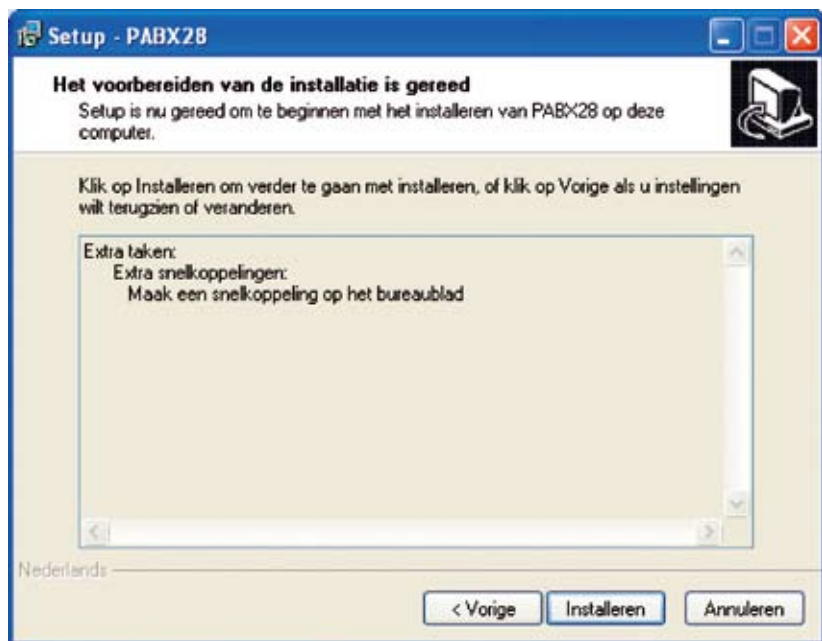 Setup - PABX28
Het voorbereiden van de installatie is gereed
Setup is nu gereed om te beginnen met het installeren van PABX28 op deze
computer.
Klik op Installeren om verder te gaan met installeren, of klik op Vorige als u instellingen
wilt terugzien of veranderen.
Extra taken:
Extra snelkoppelingen:
Maak een snelkoppeling op het bureaublad
Nederlands
< Vorige
Installeren
Annuleren